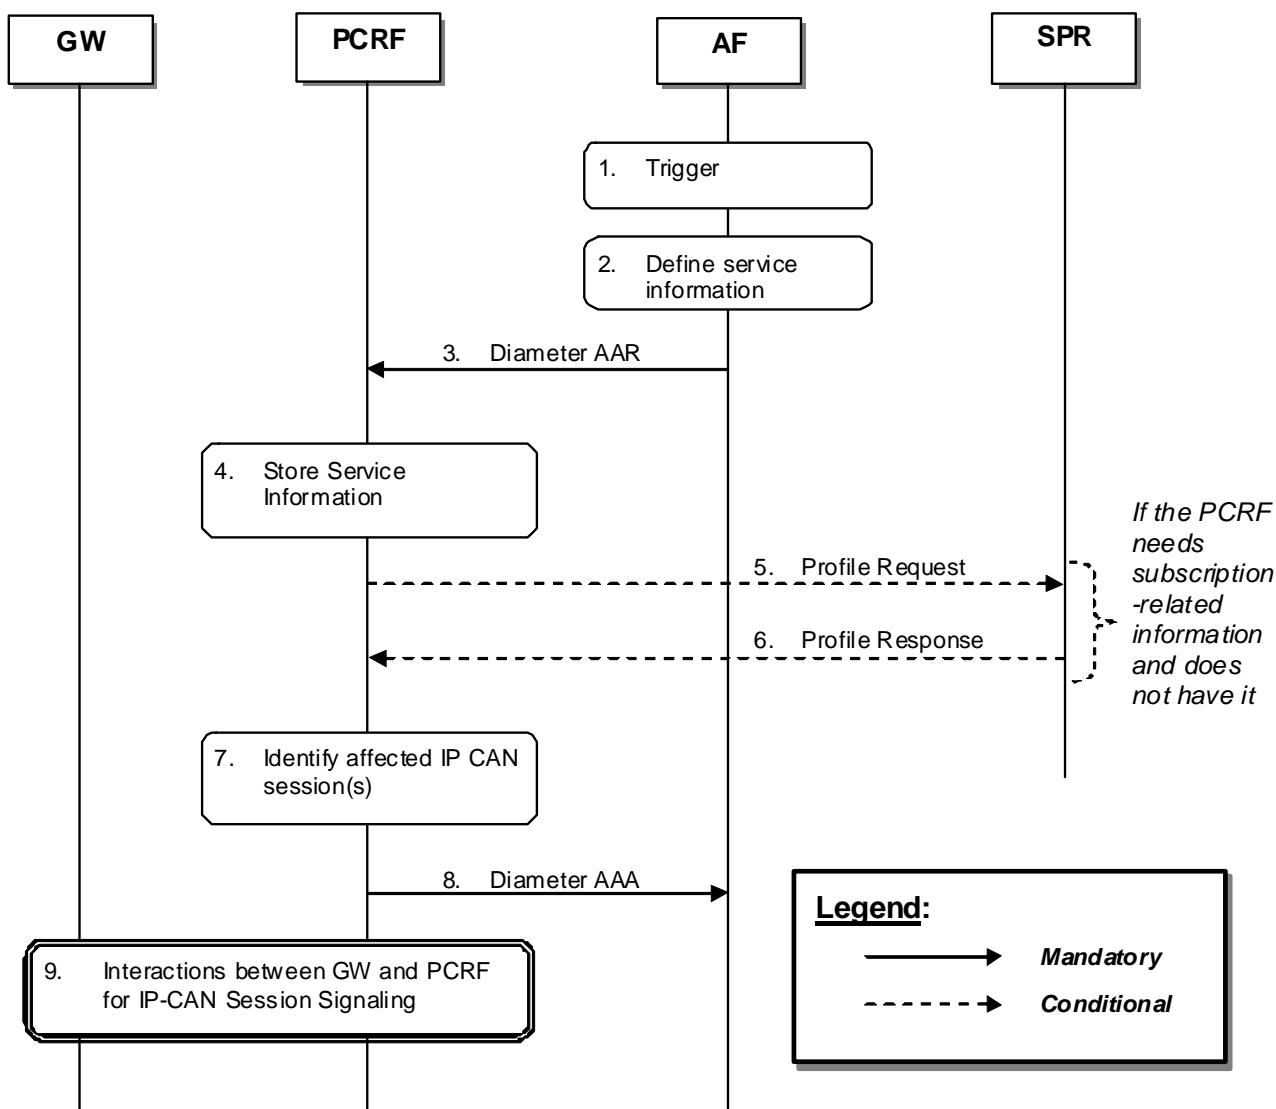 GW
PCRF
AF
SPR
1. Trigger
2. Define service
information
3. Diameter AAR
4. Store Service
Information
5. Profile Request
6. Profile Response
If the PCRF
needs
subscription
-related
information
and does
not have it
7. Identify affected IP CAN
session(s)
8. Diameter AAA
9. Interactions between GW and PCRF
for IP-CAN Session Signaling
Legend:
Mandatory
Conditional